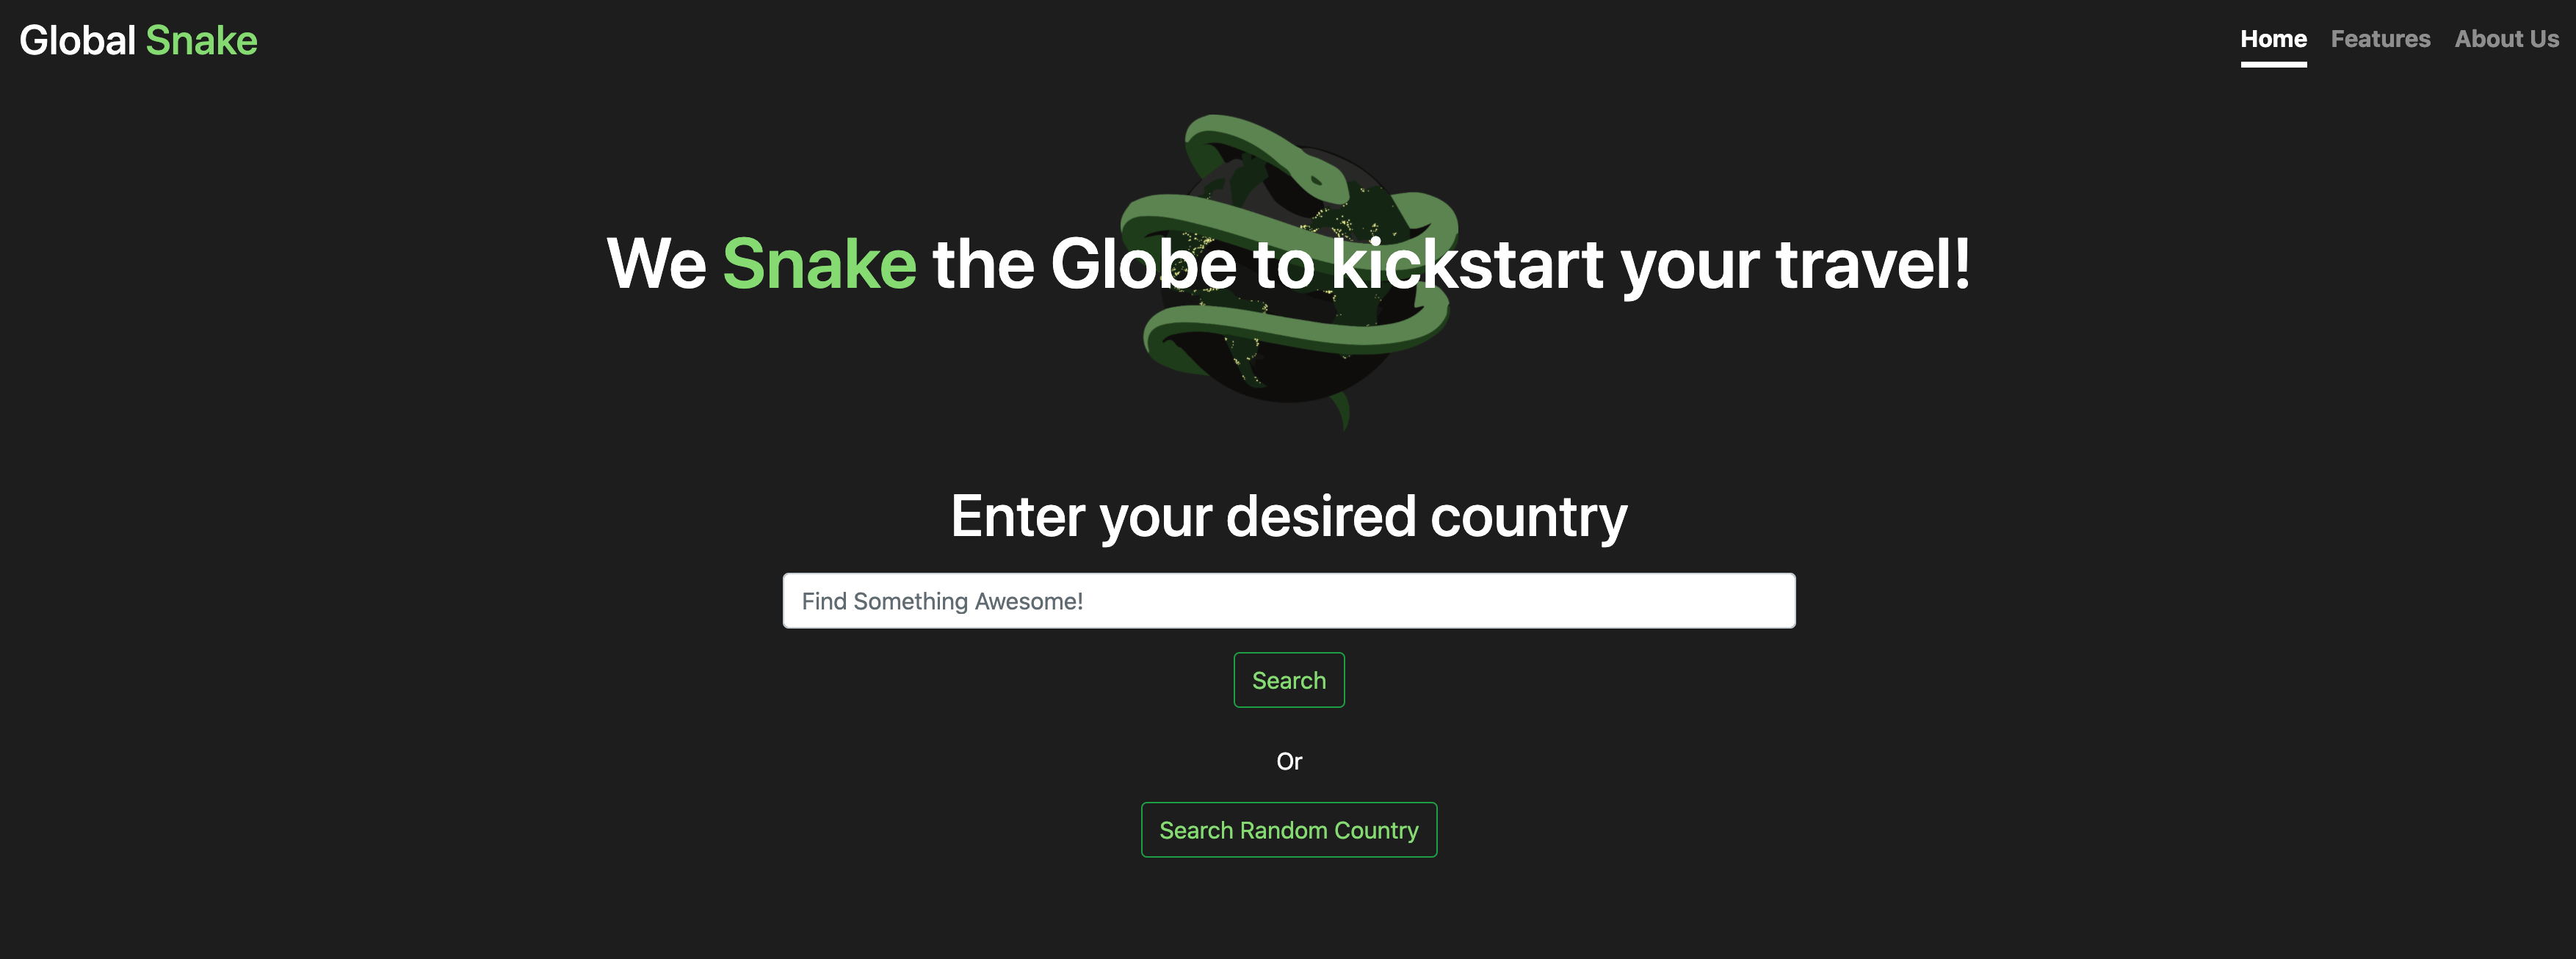 Global Snake
Home Features About Us
We Snake the Globe to kickstart your travel!
Enter your desired country
Find Something Awesome!
Search
Or
Search Random Country